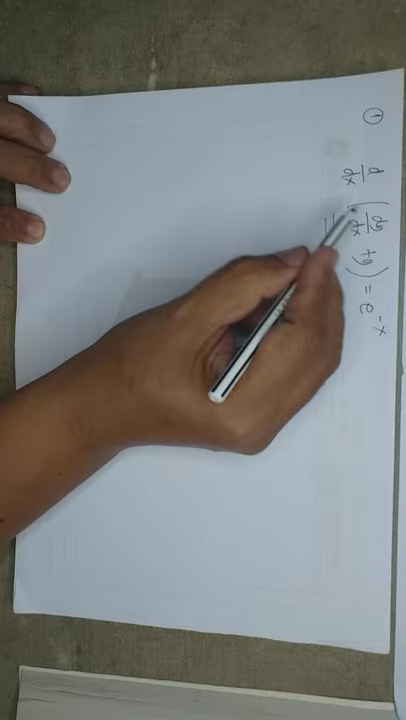 ① d/dx (dy/dx + y) = e^-x